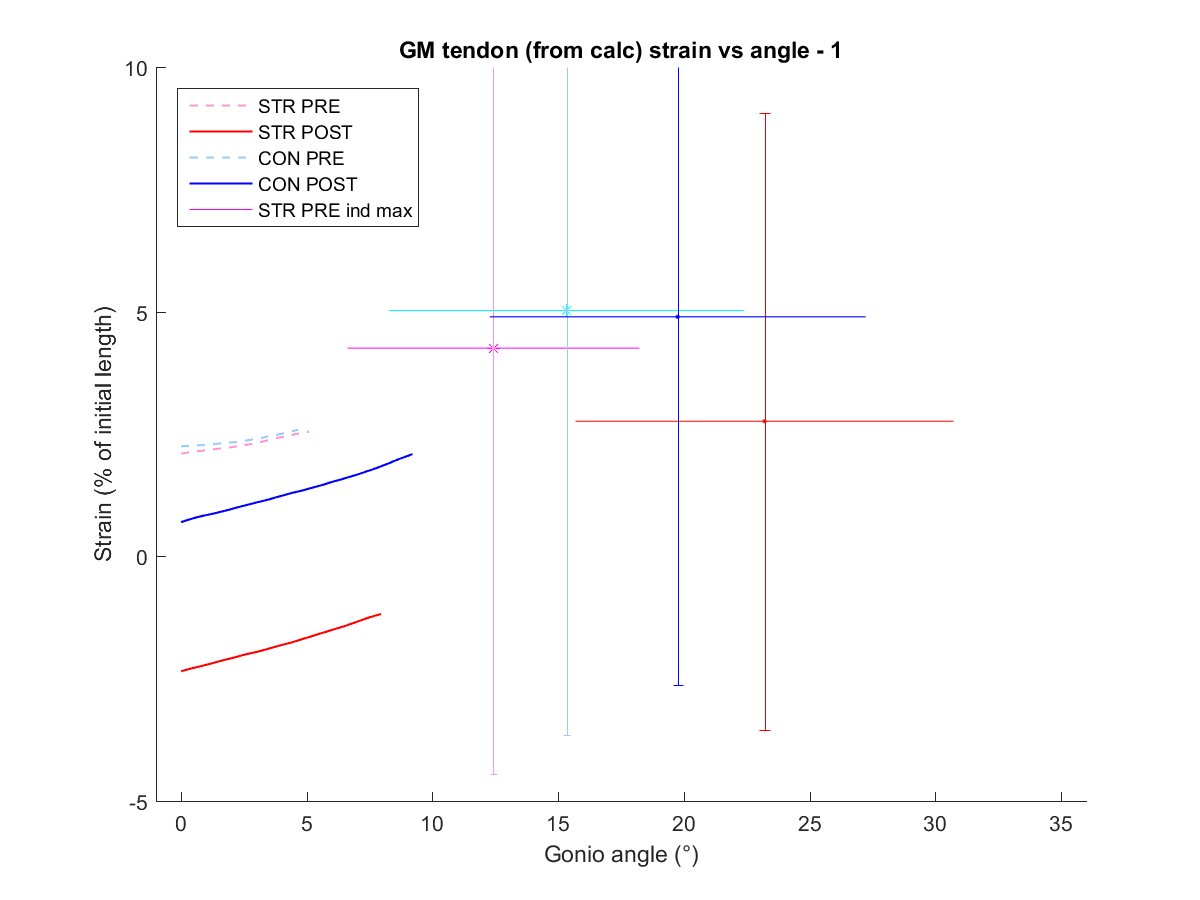 GM tendon (from calc) strain vs angle - 1
10
5
0
-5
Strain (% of initial length)
STR PRE
STR POST
CON PRE
CON POST
STR PRE ind max
0 5 10 15 20 25 30 35
Gonio angle (°)